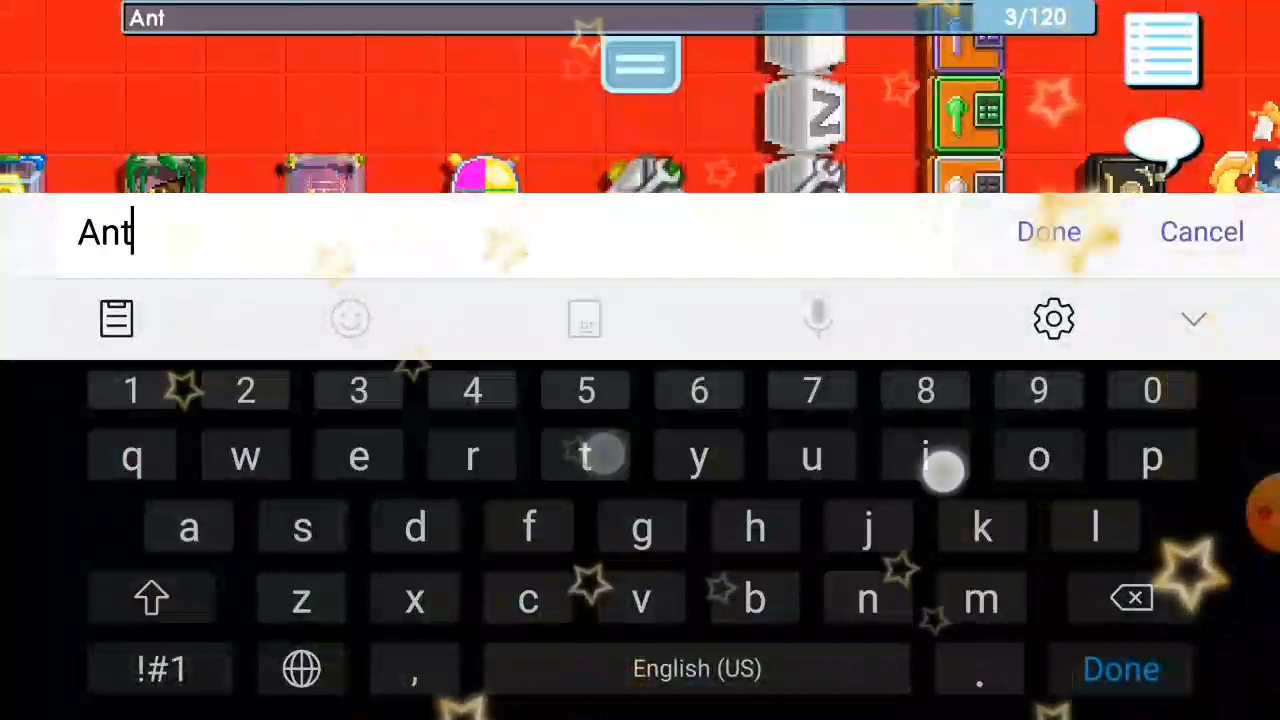 Ant 3/120
N
Ant Done Cancel
1 2 3 4 5 6 7 8 9 0
q w e r t y u i o p
a s d f g h j k l
z x c v b n m
!#1 , English (US) . Done